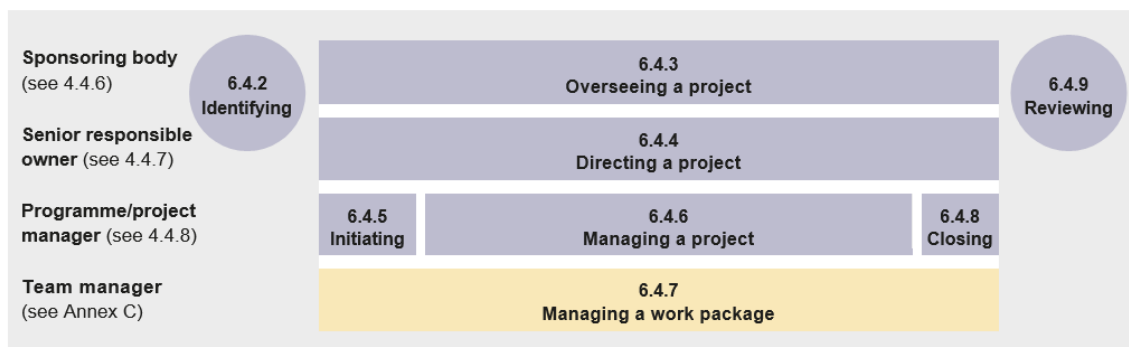 Sponsoring body
(see 4.4.6)
6.4.2
Identifying
6.4.3
Overseeing a project
6.4.9
Reviewing
Senior responsible
owner (see 4.4.7)
6.4.4
Directing a project
Programme/project
manager (see 4.4.8)
6.4.5
Initiating
6.4.6
Managing a project
6.4.8
Closing
Team manager
(see Annex C)
6.4.7
Managing a work package